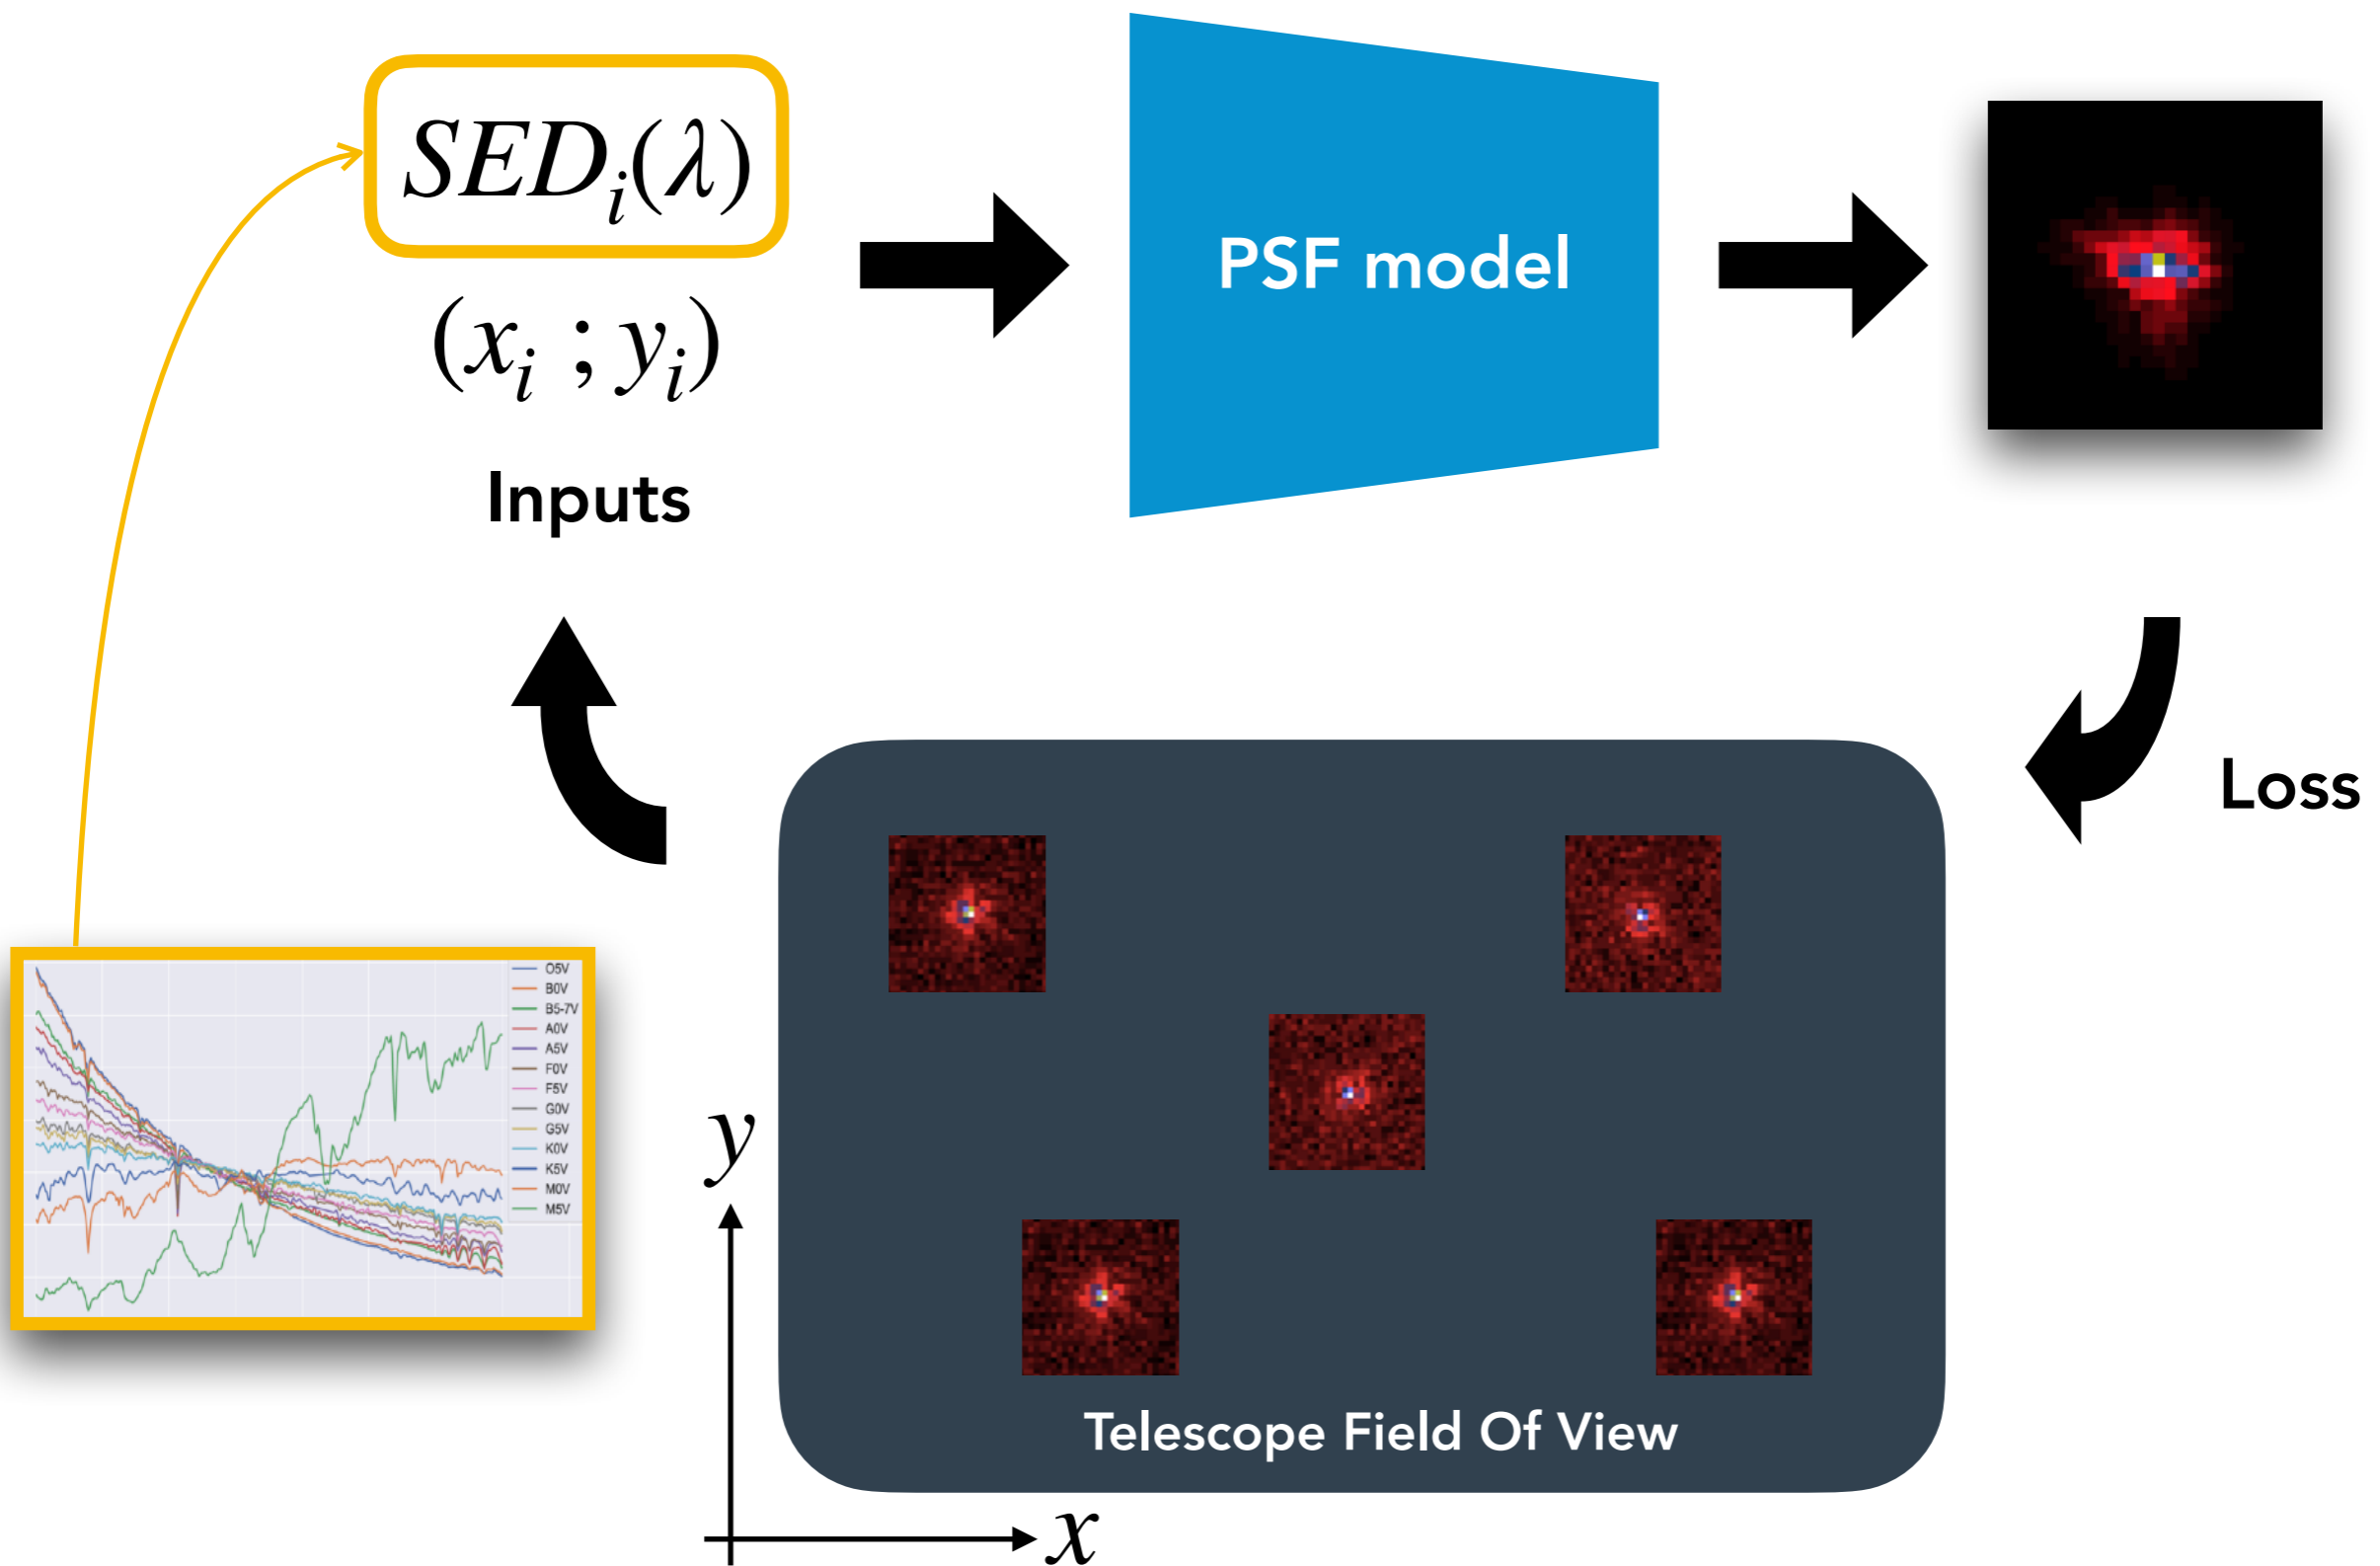 SEDᵢ(λ)
(xᵢ ; yᵢ)
Inputs
PSF model
Loss
O5V
B0V
B5-7V
A0V
A5V
F0V
F5V
G0V
G5V
K0V
K5V
M0V
M5V
y
Telescope Field Of View
x